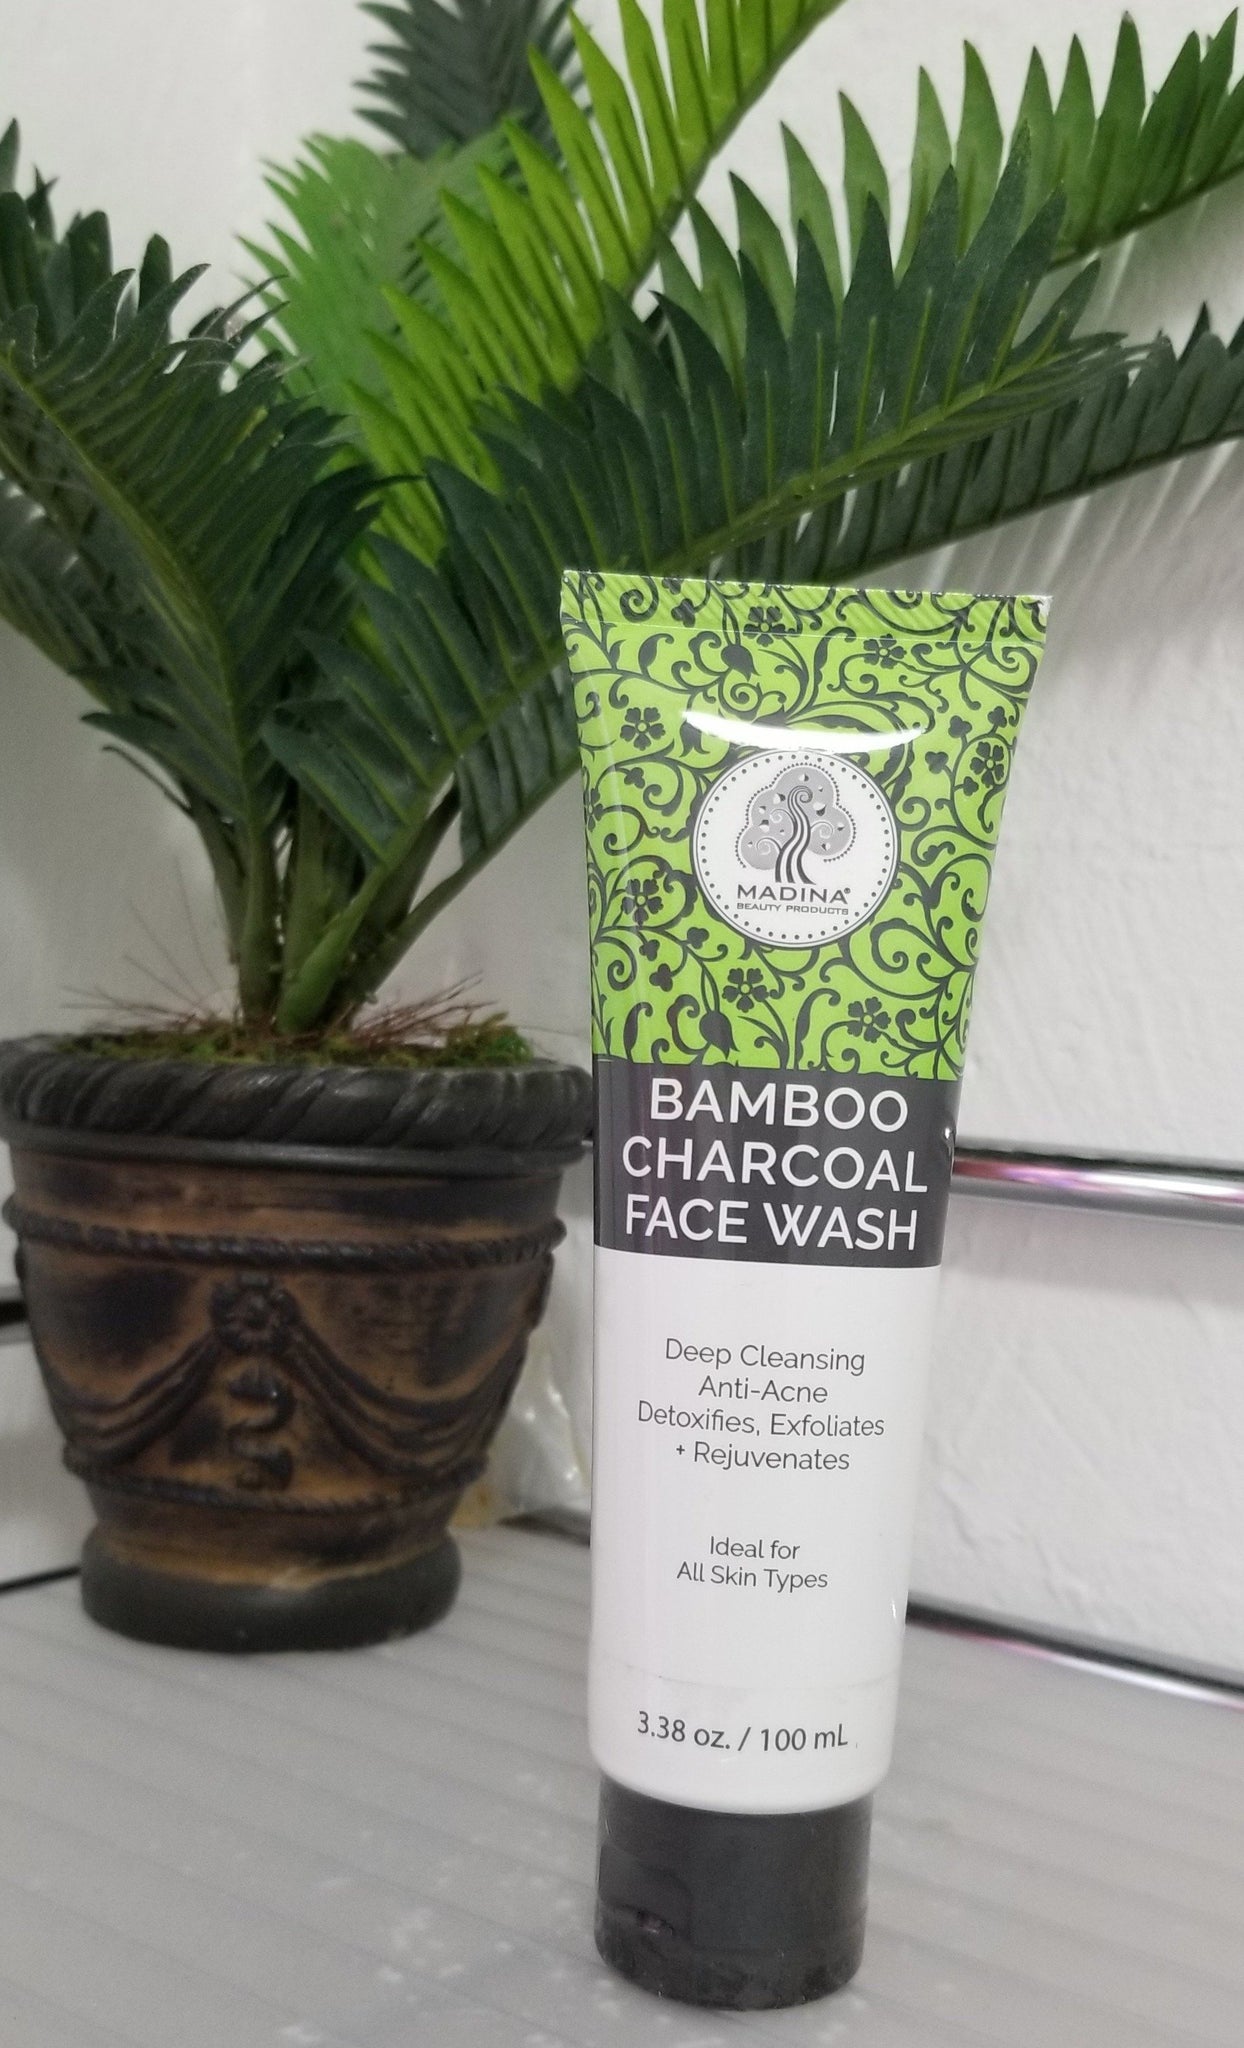 MADINA®
BEAUTY PRODUCTS
BAMBOO
CHARCOAL
FACE WASH
Deep Cleansing
Anti-Acne
Detoxifies, Exfoliates
+ Rejuvenates
Ideal for
All Skin Types
3.38 oz. / 100 mL